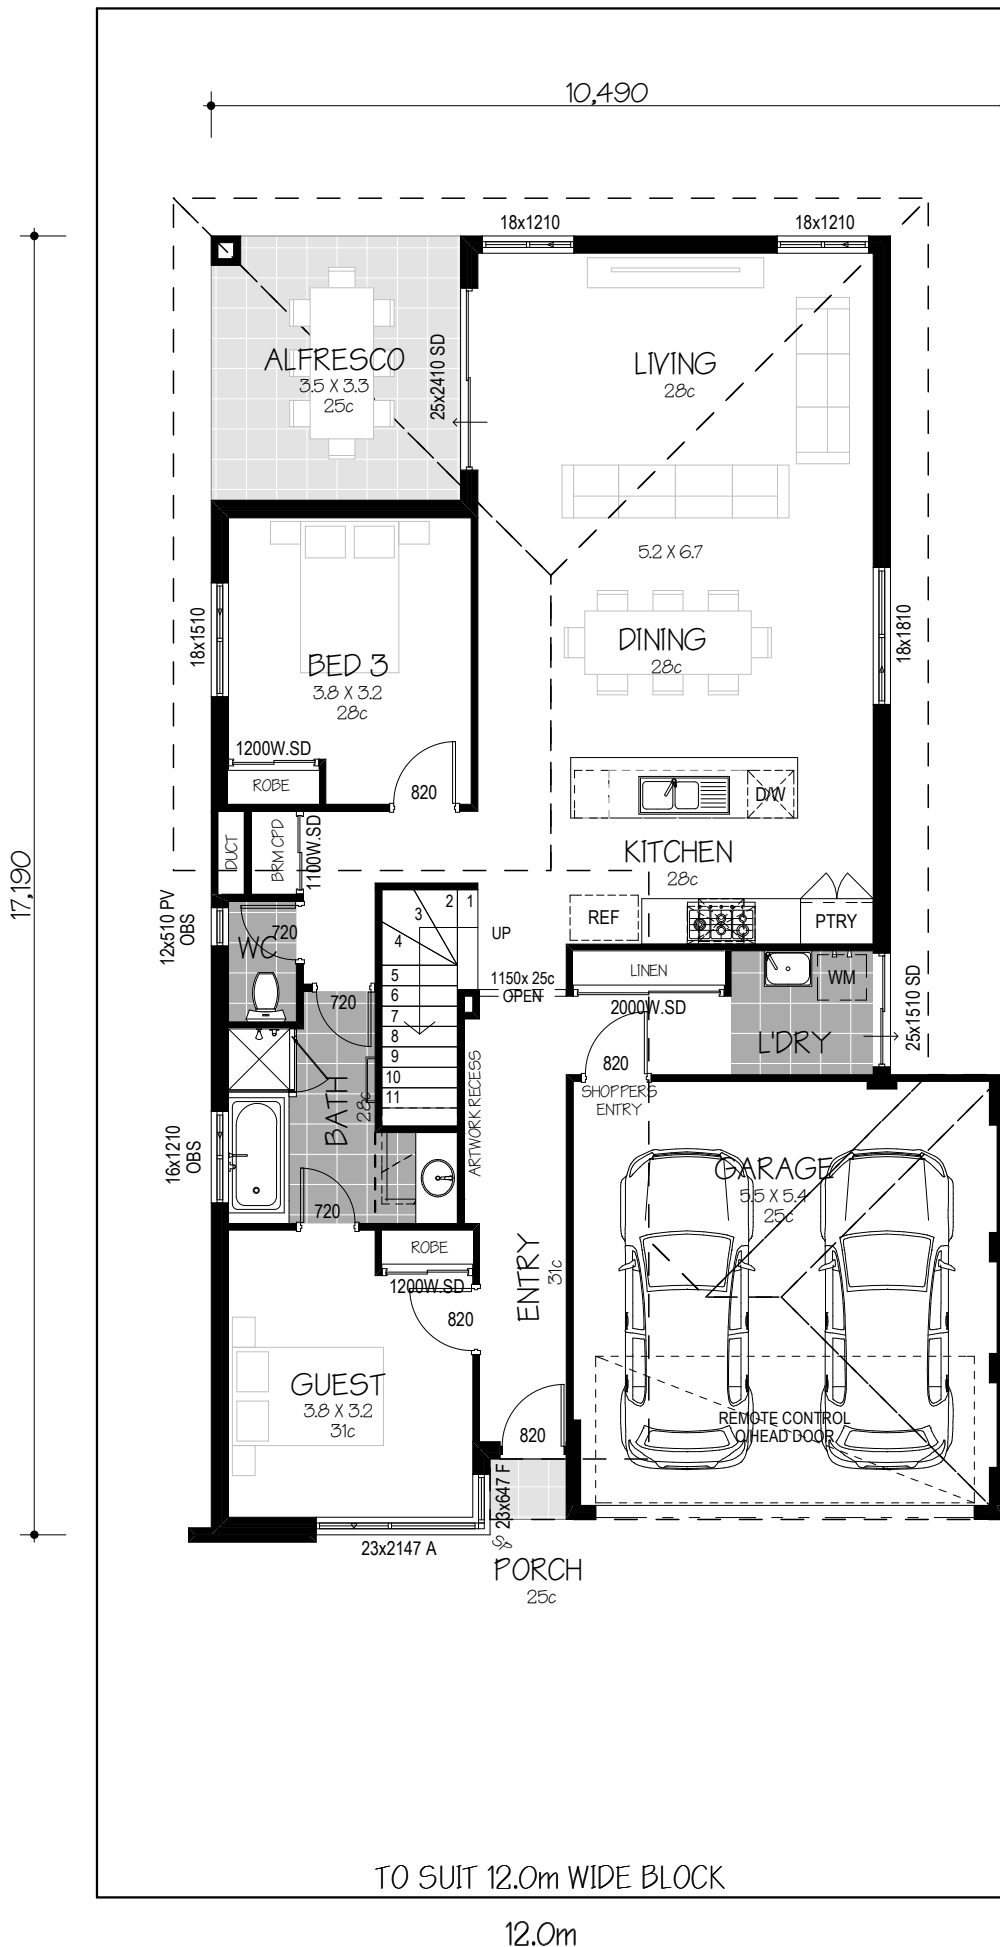 10,490
18x1210
18x1210
ALFRESCO
3.5 X 3.3
25c
25x2410 SD
LIVING
28c
5.2 X 6.7
17,190
18x1510
BED 3
3.8 X 3.2
28c
DINING
28c
18x1810
1200W.SD
ROBE
820
D/W
DUCT
BRM CPD
1100W.SD
KITCHEN
28c
12x510 PV
OBS
WC
720
3
2
1
4
UP
REF
PTRY
5
6
7
8
9
10
11
720
1150x 25c
OPEN
LINEN
2000W.SD
WM
L'DRY
25x1510 SD
820
SHOPPERS
ENTRY
16x1210
OBS
BATH
28c
720
ARTWORK RECESS
GARAGE
5.5 X 5.4
25c
ROBE
1200W.SD
820
ENTRY
31c
GUEST
3.8 X 3.2
31c
820
REMOTE CONTROL
O/HEAD DOOR
23x647 F
SP
23x2147 A
PORCH
25c
TO SUIT 12.0m WIDE BLOCK
12.0m